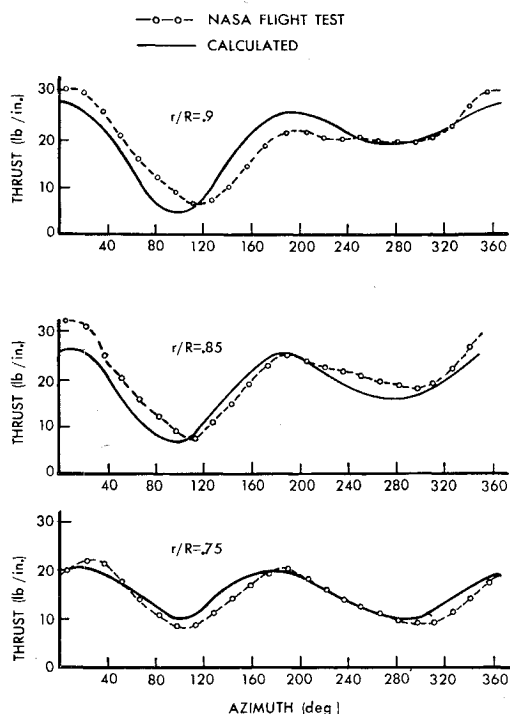 —o—o— NASA FLIGHT TEST
—— CALCULATED
THRUST (lb/in.)
30
20
10
0
r/R=.9
40 80 120 160 200 240 280 320 360
THRUST (lb/in.)
30
20
10
0
r/R=.85
40 80 120 160 200 240 280 320 360
THRUST (lb/in.)
30
20
10
0
r/R=.75
40 80 120 160 200 240 280 320 360
AZIMUTH (deg)